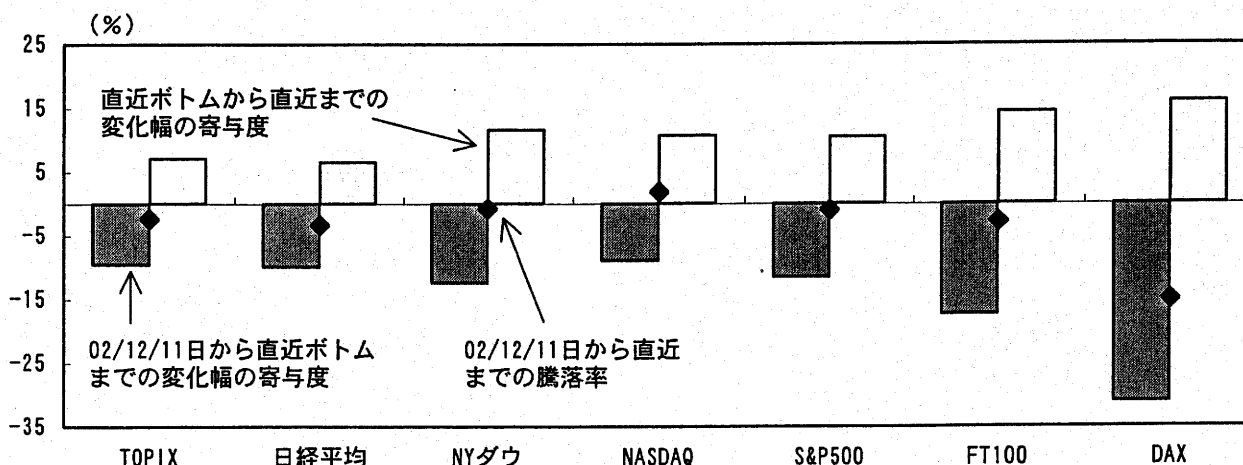 (%)
25
15
5
-5
-15
-25
-35
直近ボトムから直近までの
変化幅の寄与度
02/12/11日から直近ボトム
までの変化幅の寄与度
02/12/11日から直近
までの騰落率
TOPIX 日経平均 NYダウ NASDAQ S&P500 FT100 DAX